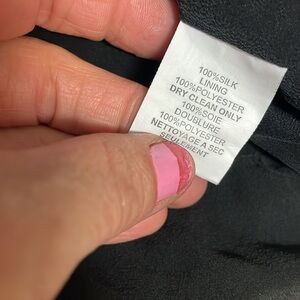 100%SILK
LINING
100%POLYESTER
DRY CLEAN ONLY
100%SOIE
DOUBLURE
100%POLYESTER
NETTOYAGE A SEC
SEULEMENT